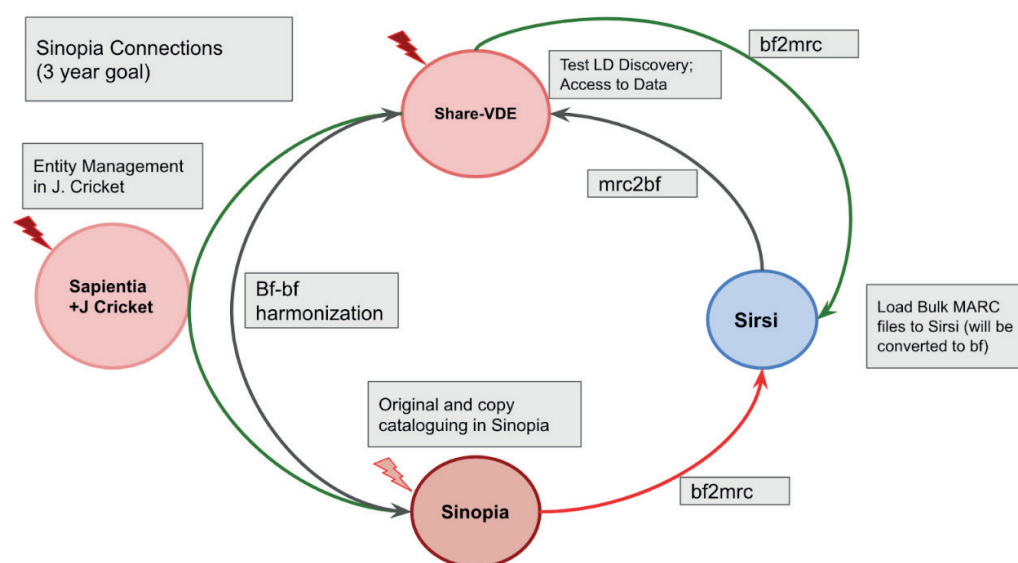 Sinopia Connections
(3 year goal)
bf2mrc
Test LD Discovery;
Access to Data
Share-VDE
Entity Management
in J. Cricket
mrc2bf
Sapientia
+J Cricket
Bf-bf
harmonization
Sirsi
Load Bulk MARC
files to Sirsi (will be
converted to bf)
Original and copy
cataloguing in Sinopia
bf2mrc
Sinopia